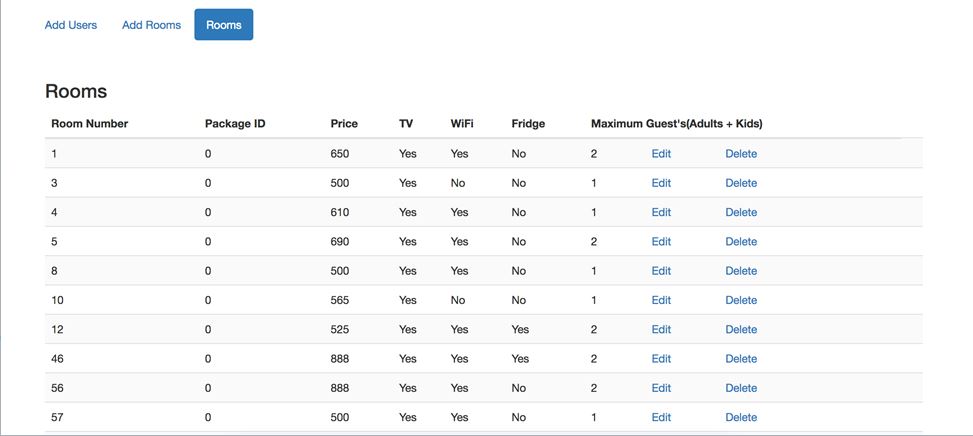 Add Users Add Rooms Rooms
Rooms
Room Number Package ID Price TV WiFi Fridge Maximum Guest's(Adults + Kids)
1 0 650 Yes Yes No 2 Edit Delete
3 0 500 Yes No No 1 Edit Delete
4 0 610 Yes Yes No 1 Edit Delete
5 0 690 Yes Yes No 2 Edit Delete
8 0 500 Yes Yes No 1 Edit Delete
10 0 565 Yes No No 1 Edit Delete
12 0 525 Yes Yes Yes 2 Edit Delete
46 0 888 Yes Yes Yes 2 Edit Delete
56 0 888 Yes Yes No 2 Edit Delete
57 0 500 Yes Yes No 1 Edit Delete